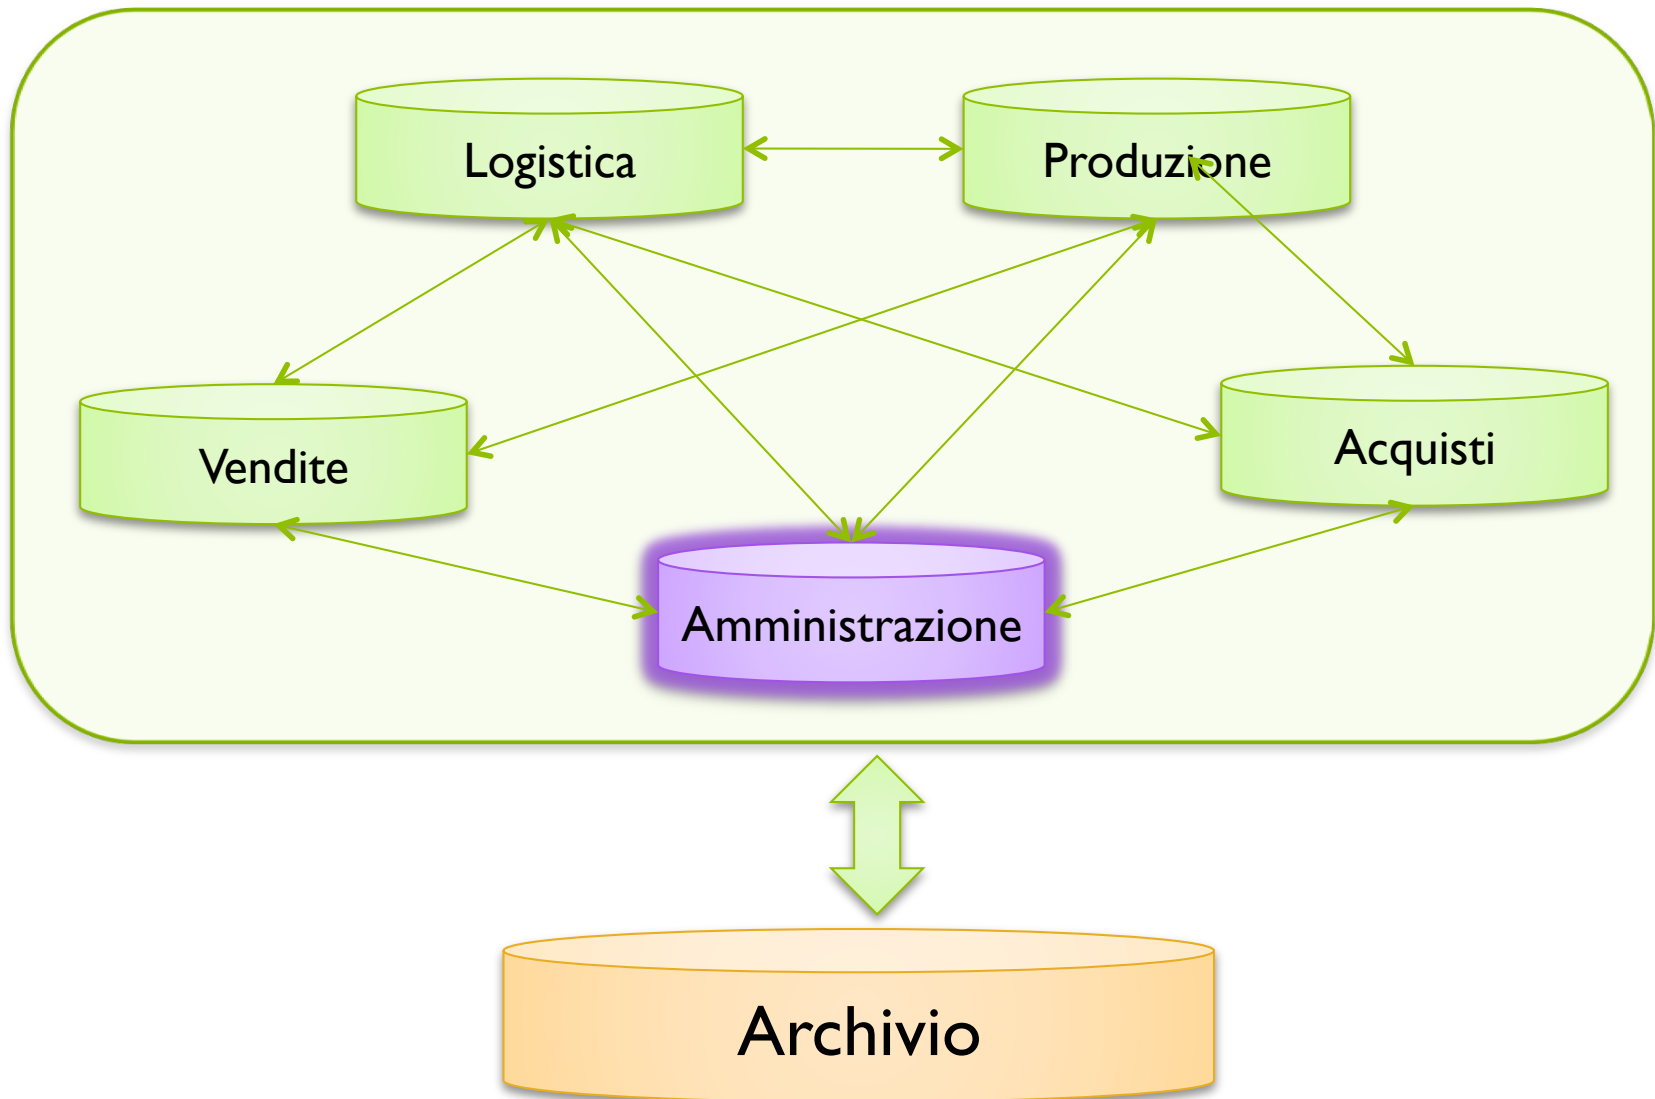 Logistica
Produzione
Vendite
Acquisti
Amministrazione
Archivio